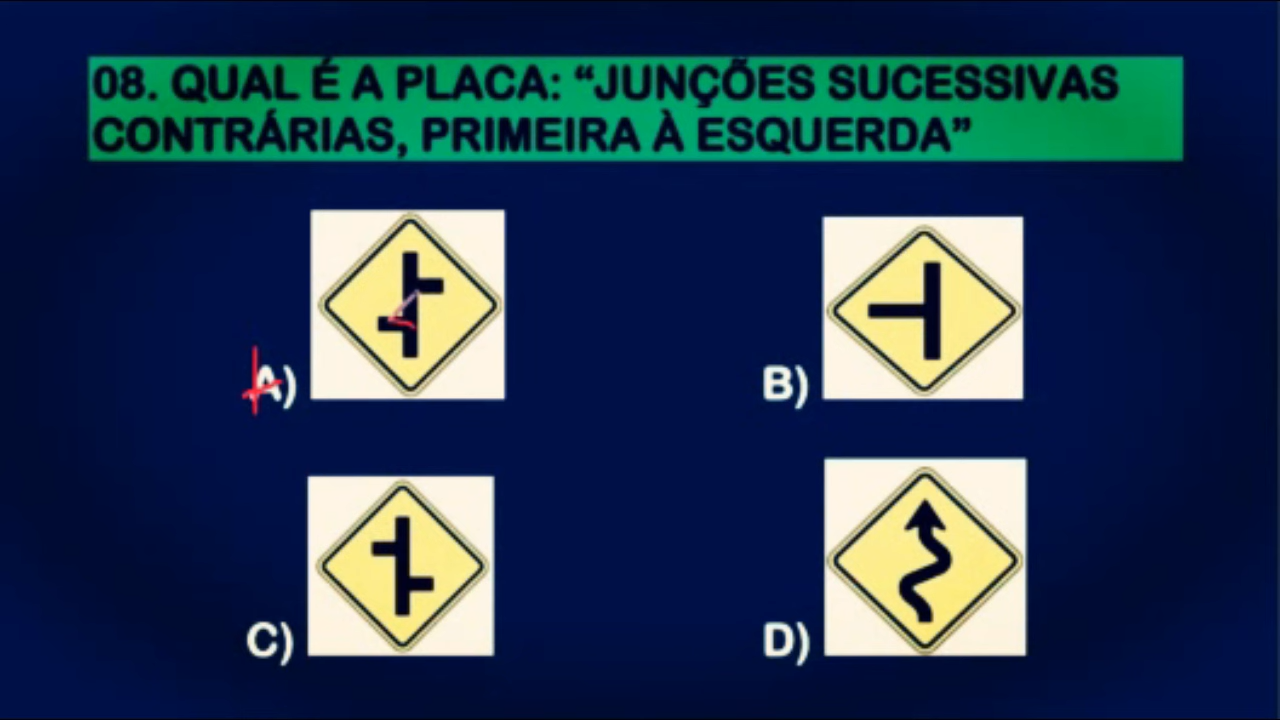 08. QUAL É A PLACA: “JUNÇÕES SUCESSIVAS
CONTRÁRIAS, PRIMEIRA À ESQUERDA”
A)
B)
C)
D)